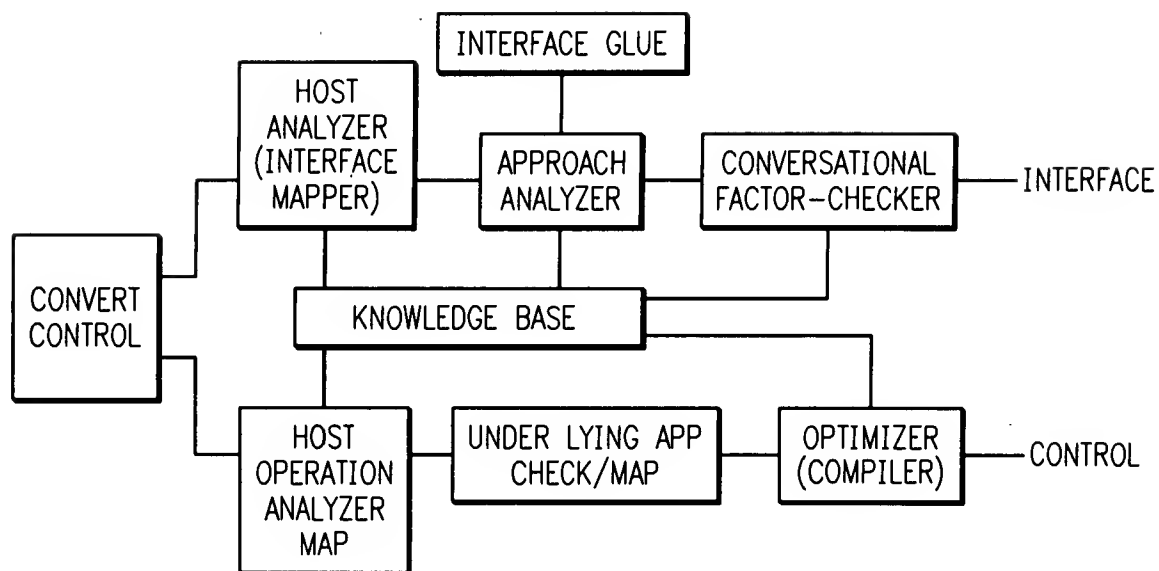 INTERFACE GLUE
HOST
ANALYZER
(INTERFACE
MAPPER)
APPROACH
ANALYZER
CONVERSATIONAL
FACTOR-CHECKER
INTERFACE
CONVERT
CONTROL
KNOWLEDGE BASE
HOST
OPERATION
ANALYZER
MAP
UNDER LYING APP
CHECK/MAP
OPTIMIZER
(COMPILER)
CONTROL